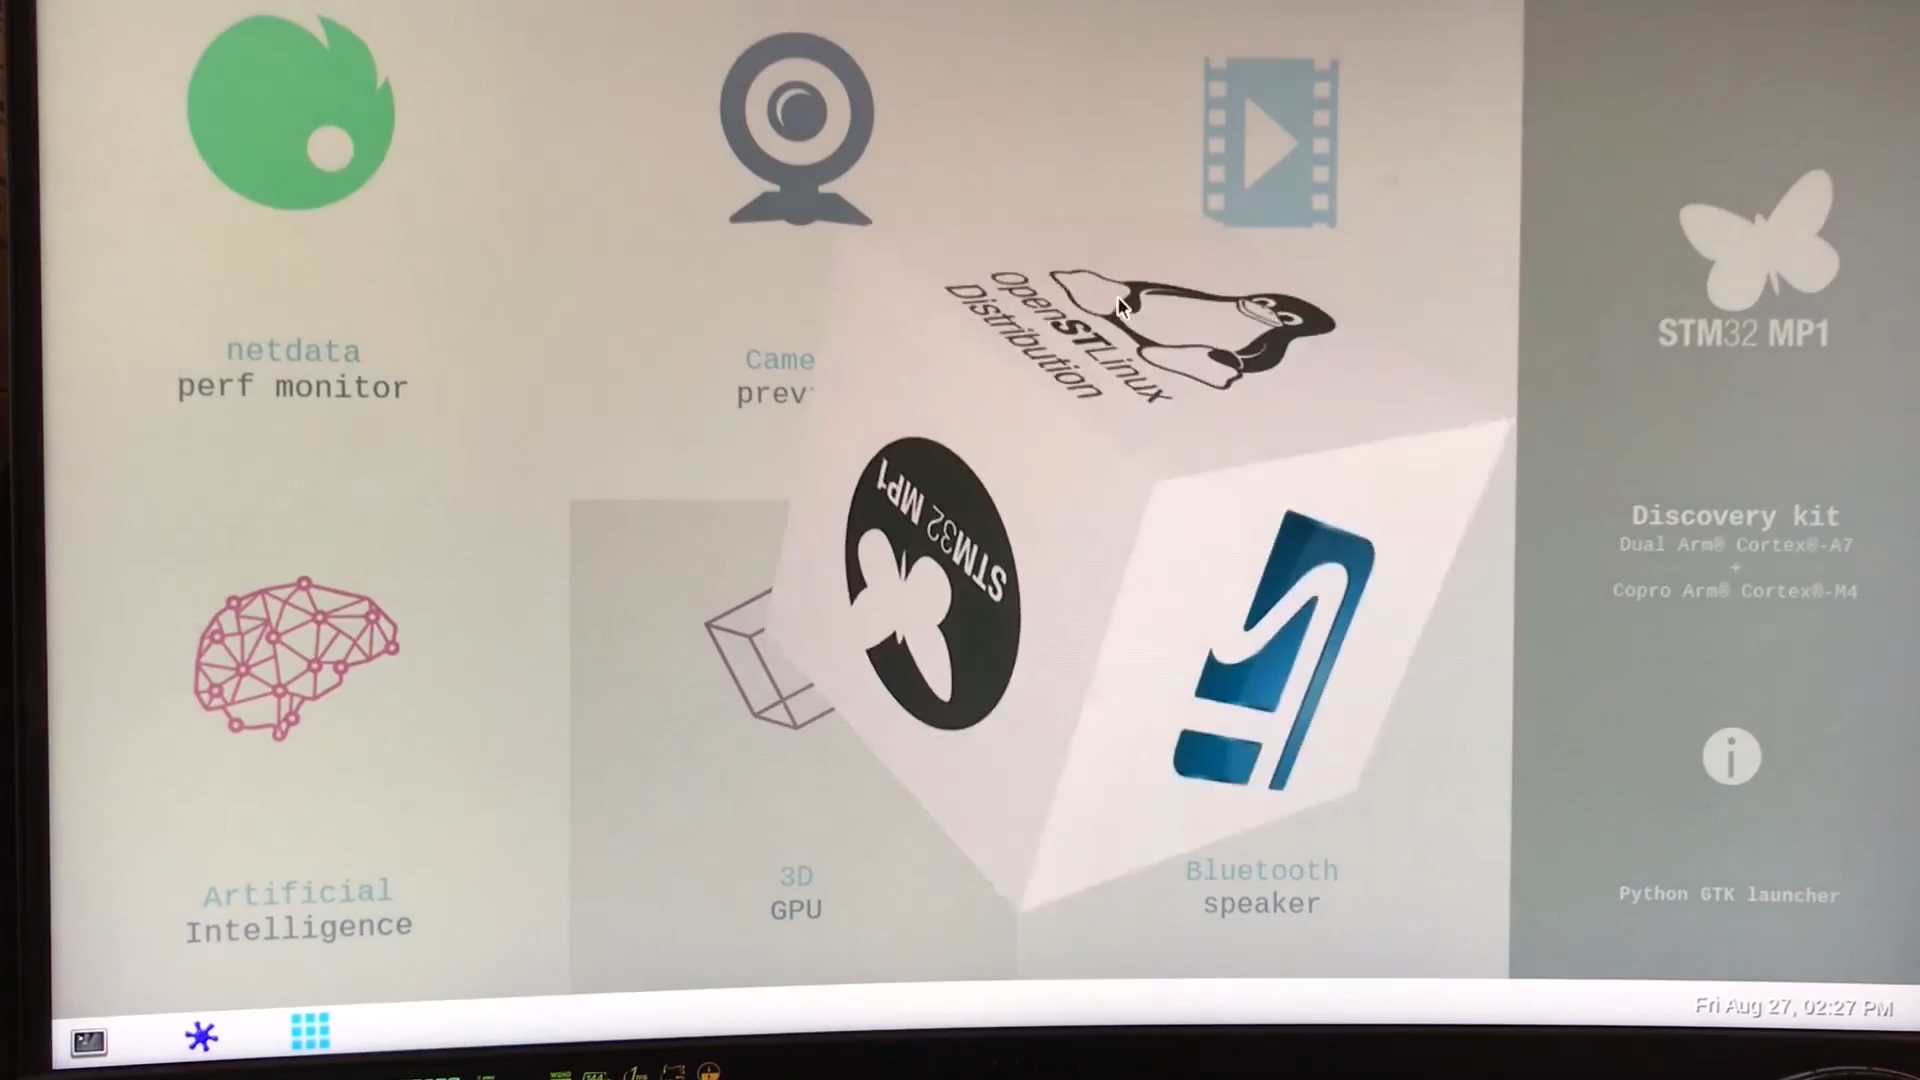 netdata
perf monitor
Came
prev
OpenSTLinux
Distribution
STM32 MP1
STM32 MP1
Discovery kit
Dual Arm® Cortex®-A7
+
Copro Arm® Cortex®-M4
i
Artificial
Intelligence
3D
GPU
Bluetooth
speaker
Python GTK launcher
Fri Aug 27, 02:27 PM